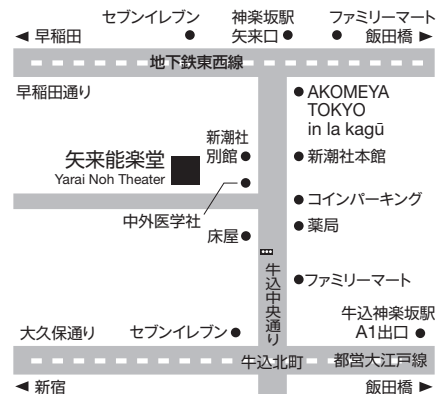 セブンイレブン
神楽坂駅
矢来口
ファミリーマート
早稲田
飯田橋
地下鉄東西線
早稲田通り
AKOMEYA
TOKYO
in la kagū
新潮社
別館
新潮社本館
矢来能楽堂
Yarai Noh Theater
コインパーキング
中外医学社
薬局
床屋
牛込中央通り
ファミリーマート
牛込神楽坂駅
A1出口
大久保通り
セブンイレブン
牛込北町
都営大江戸線
新宿
飯田橋